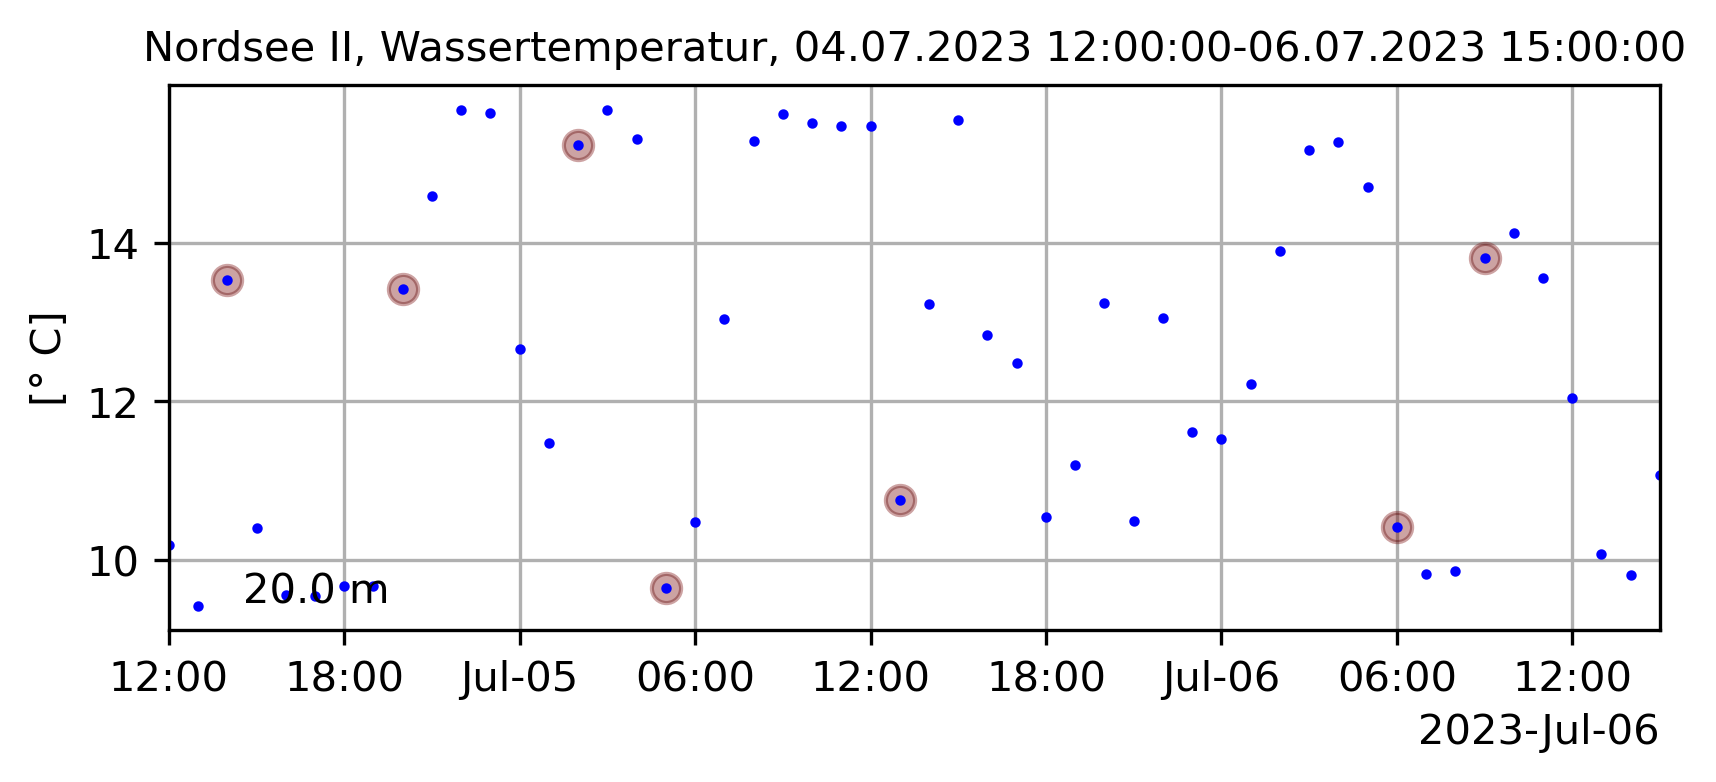 Nordsee II, Wassertemperatur, 04.07.2023 12:00:00-06.07.2023 15:00:00
[° C]
14
12
10
20.0 m
12:00 18:00 Jul-05 06:00 12:00 18:00 Jul-06 06:00 12:00
2023-Jul-06